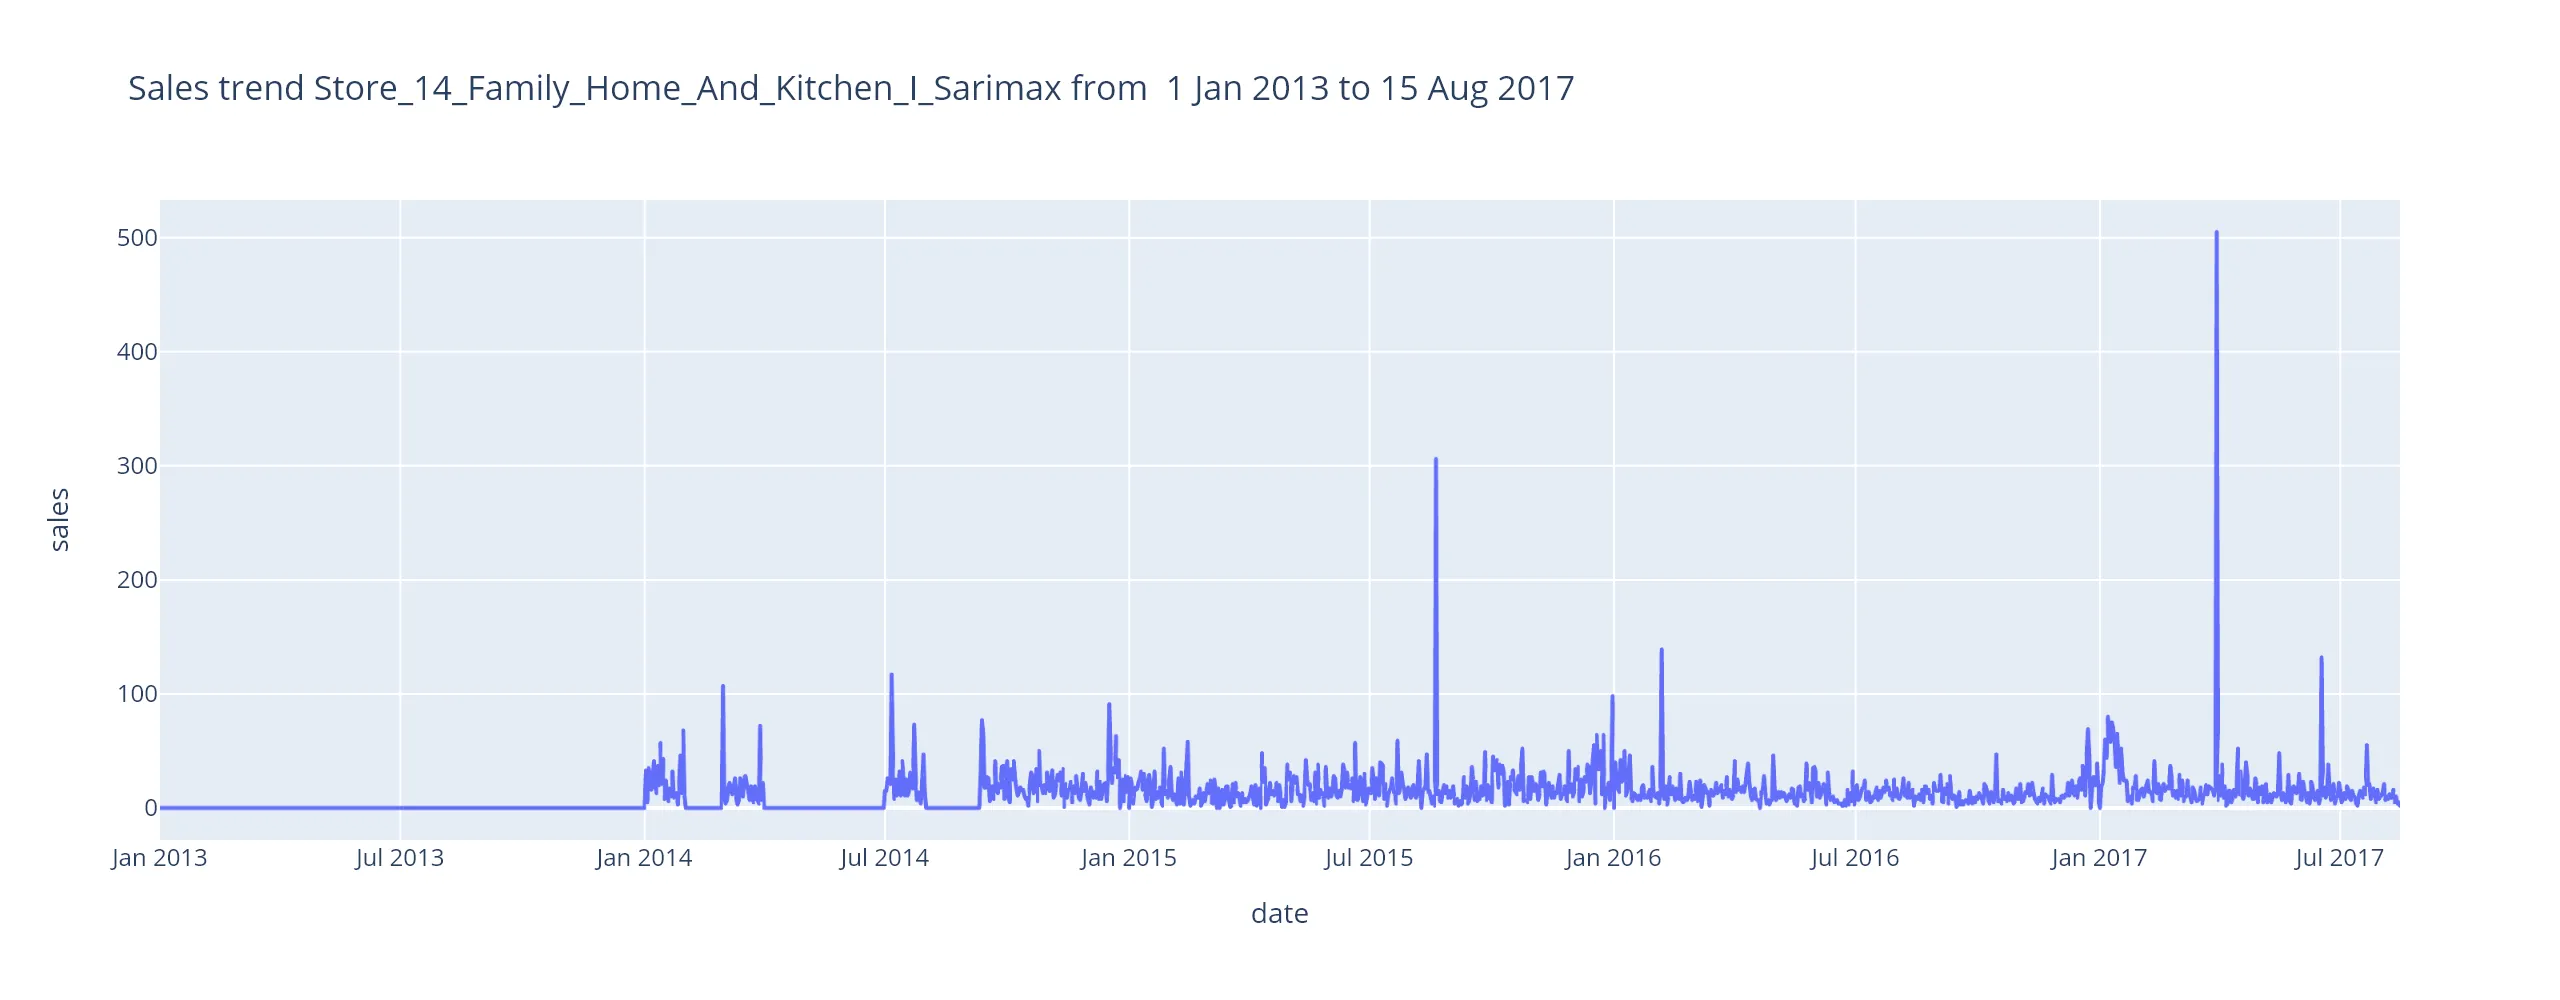 Sales trend Store_14_Family_Home_And_Kitchen_I_Sarimax from  1 Jan 2013 to 15 Aug 2017
500
400
300
200
100
0
sales
Jan 2013 Jul 2013 Jan 2014 Jul 2014 Jan 2015 Jul 2015 Jan 2016 Jul 2016 Jan 2017 Jul 2017
date